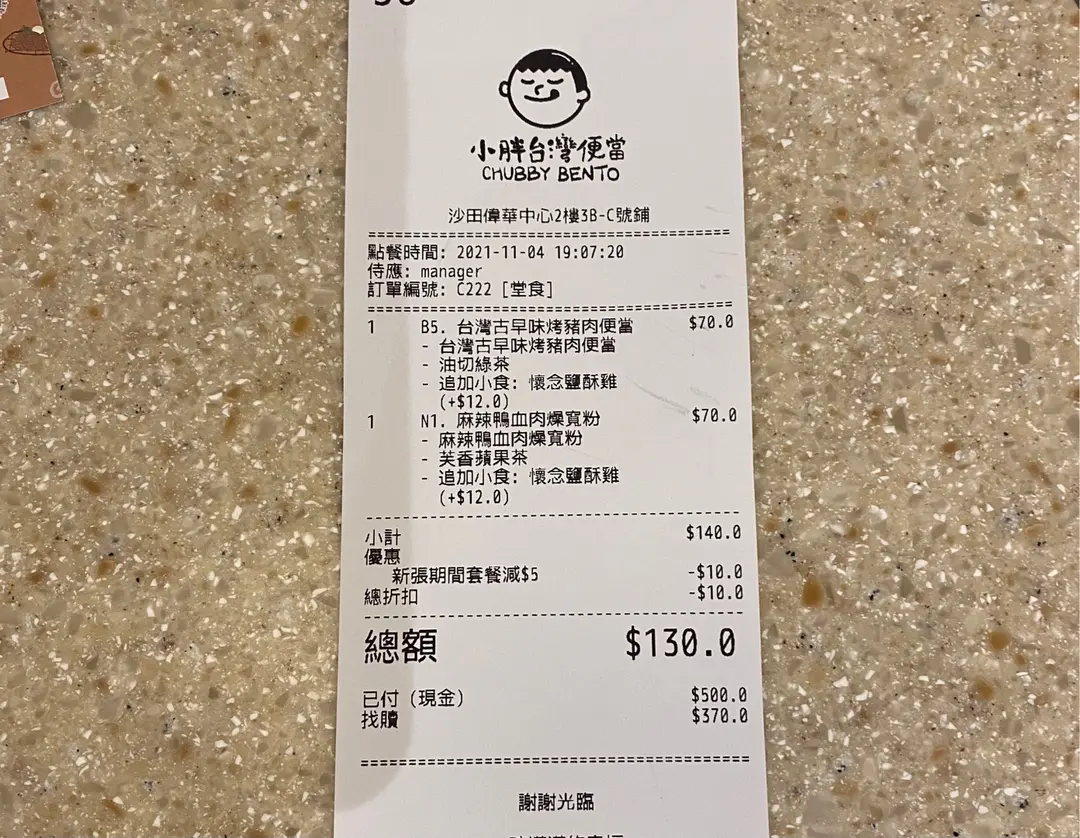 小胖台灣便當
CHUBBY BENTO
沙田偉華中心2樓3B-C號鋪
點餐時間: 2021-11-04 19:07:20
侍應: manager
訂單編號: C222 [堂食]
1 B5. 台灣古早味烤豬肉便當 $70.0
- 台灣古早味烤豬肉便當
- 油切綠茶
- 追加小食: 懷念鹽酥雞
(+$12.0)
1 N1. 麻辣鴨血肉燥寬粉 $70.0
- 麻辣鴨血肉燥寬粉
- 芙香蘋果茶
- 追加小食: 懷念鹽酥雞
(+$12.0)
小計 $140.0
優惠
新張期間套餐減$5 -$10.0
總折扣 -$10.0
總額 $130.0
已付 (現金) $500.0
找贖 $370.0
謝謝光臨